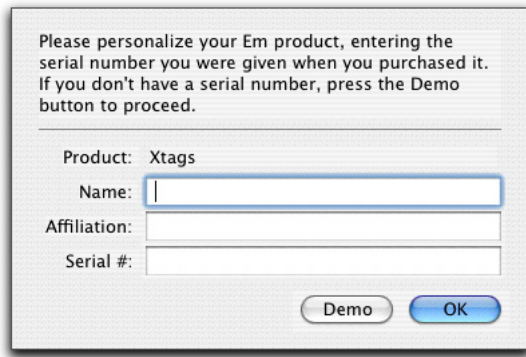 Please personalize your Em product, entering the
serial number you were given when you purchased it.
If you don't have a serial number, press the Demo
button to proceed.
Product: Xtags
Name:
Affiliation:
Serial #:
Demo OK